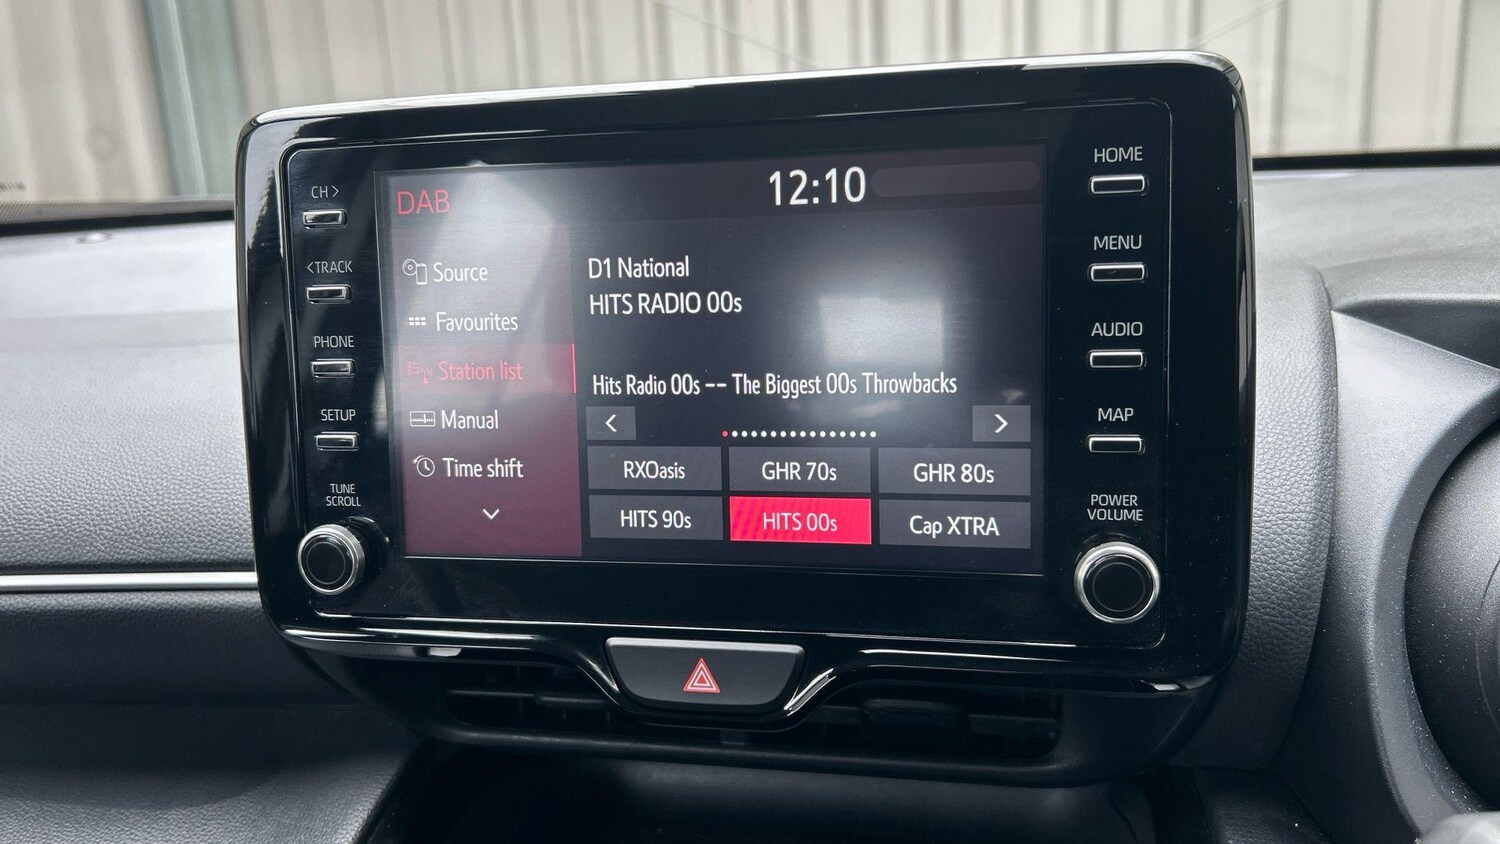 CH >
<TRACK
PHONE
SETUP
TUNE
SCROLL
DAB
12:10
Source
Favourites
Station list
Manual
Time shift
D1 National
HITS RADIO 00s
Hits Radio 00s -- The Biggest 00s Throwbacks
< >
RXOasis GHR 70s GHR 80s
HITS 90s HITS 00s Cap XTRA
HOME
MENU
AUDIO
MAP
POWER
VOLUME